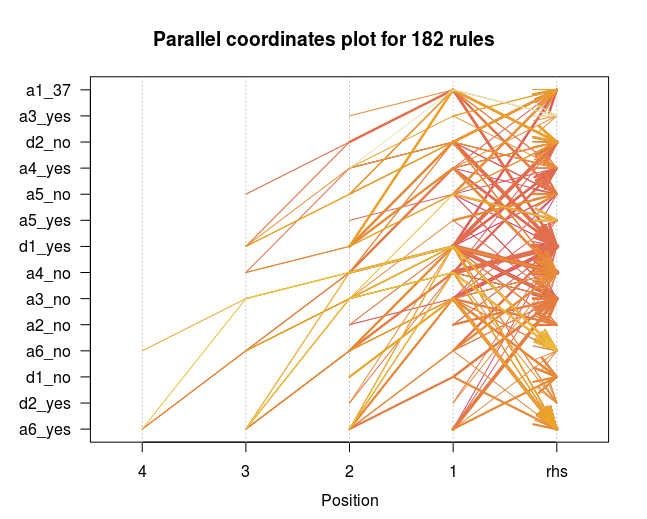 Parallel coordinates plot for 182 rules
a1_37
a3_yes
d2_no
a4_yes
a5_no
a5_yes
d1_yes
a4_no
a3_no
a2_no
a6_no
d1_no
d2_yes
a6_yes
4 3 2 1 rhs
Position